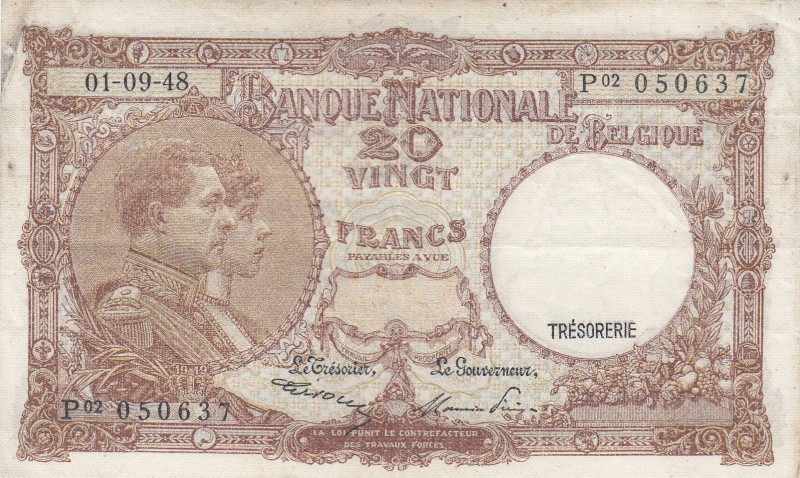 01-09-48
P02 050637
BANQUE NATIONALE
DE BELGIQUE
20
VINGT
FRANCS
PAYABLES A VUE
TRÉSORERIE
Le Trésorier,
Le Gouverneur,
P02 050637
LA LOI PUNIT LE CONTREFACTEUR
DES TRAVAUX FORCÉS